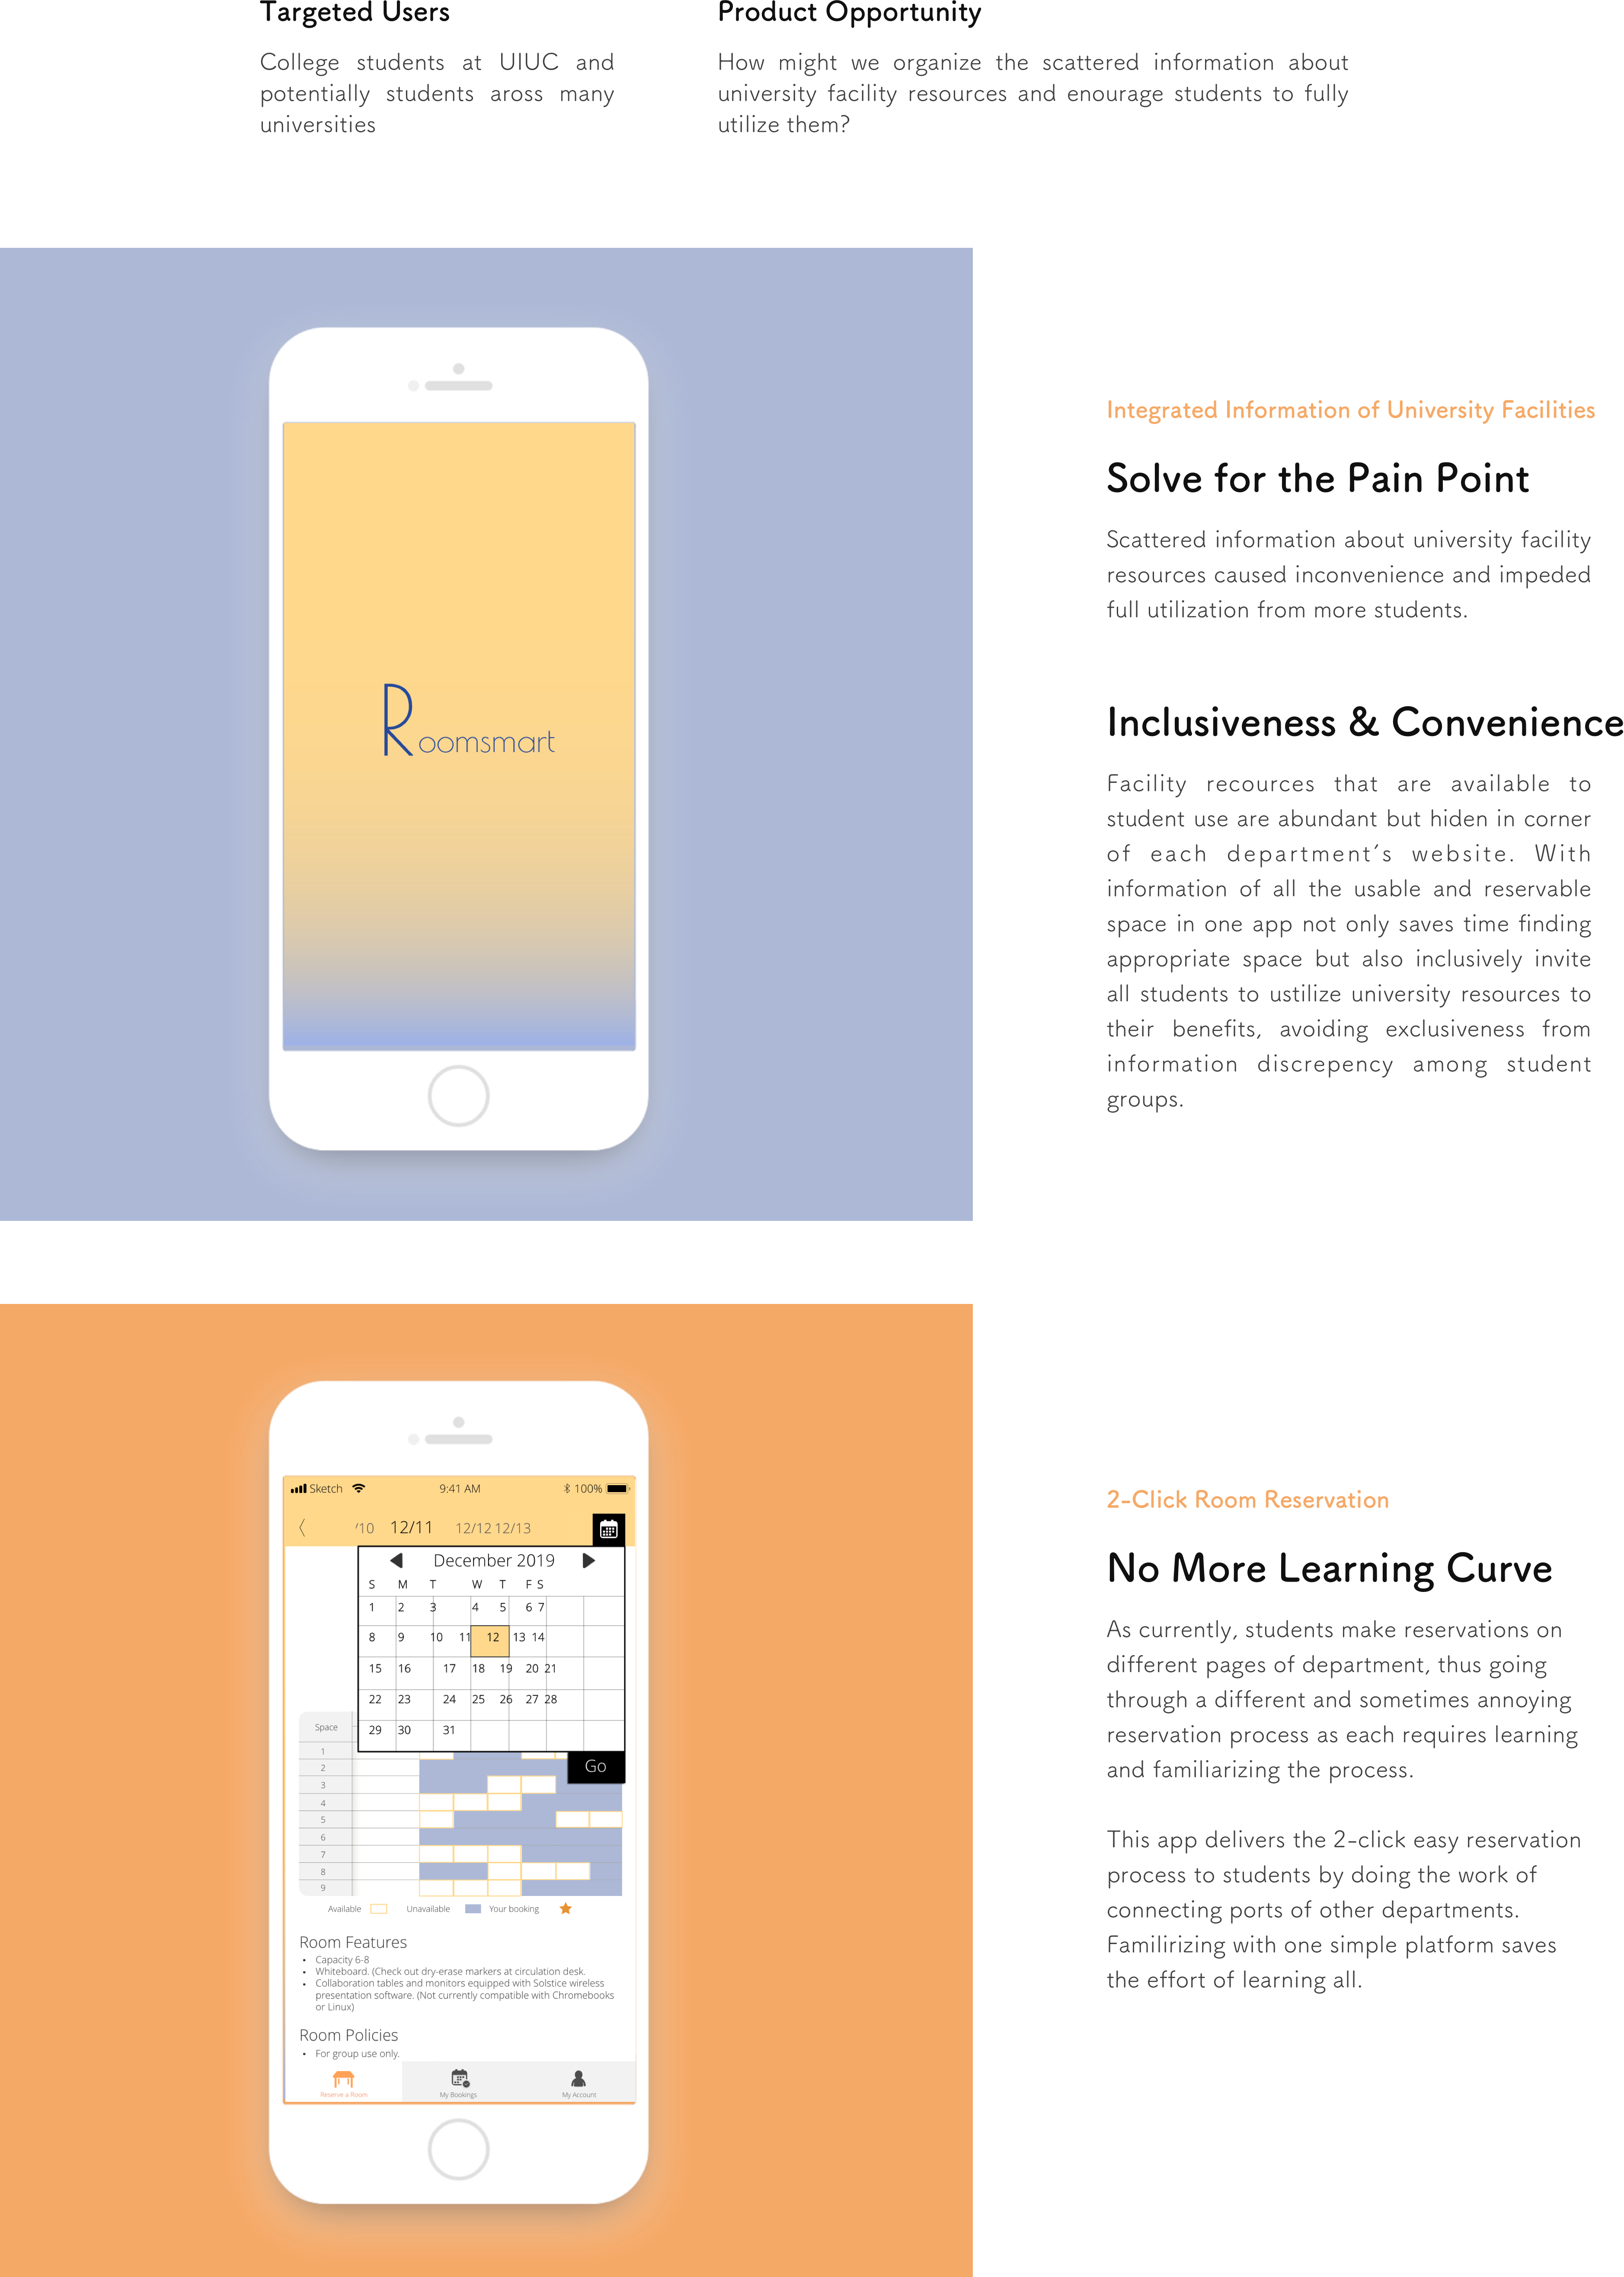 Targeted Users
College students at UIUC and
potentially students aross many
universities
Product Opportunity
How might we organize the scattered information about
university facility resources and enourage students to fully
utilize them?
Roomsmart
Integrated Information of University Facilities
Solve for the Pain Point
Scattered information about university facility
resources caused inconvenience and impeded
full utilization from more students.
Inclusiveness & Convenience
Facility recources that are available to
student use are abundant but hiden in corner
of each department's website. With
information of all the usable and reservable
space in one app not only saves time finding
appropriate space but also inclusively invite
all students to ustilize university resources to
their benefits, avoiding exclusiveness from
information discrepency among student
groups.
Sketch 9:41 AM 100%
/10 12/11 12/12 12/13
December 2019
S M T W T F S
1 2 3 4 5 6 7
8 9 10 11 12 13 14
15 16 17 18 19 20 21
22 23 24 25 26 27 28
29 30 31
Go
Space
1
2
3
4
5
6
7
8
9
Available Unavailable Your booking
Room Features
• Capacity 6-8
• Whiteboard. (Check out dry-erase markers at circulation desk.
• Collaboration tables and monitors equipped with Solstice wireless
presentation software. (Not currently compatible with Chromebooks
or Linux)
Room Policies
• For group use only.
Reserve a Room My Bookings My Account
2-Click Room Reservation
No More Learning Curve
As currently, students make reservations on
different pages of department, thus going
through a different and sometimes annoying
reservation process as each requires learning
and familiarizing the process.
This app delivers the 2-click easy reservation
process to students by doing the work of
connecting ports of other departments.
Familirizing with one simple platform saves
the effort of learning all.